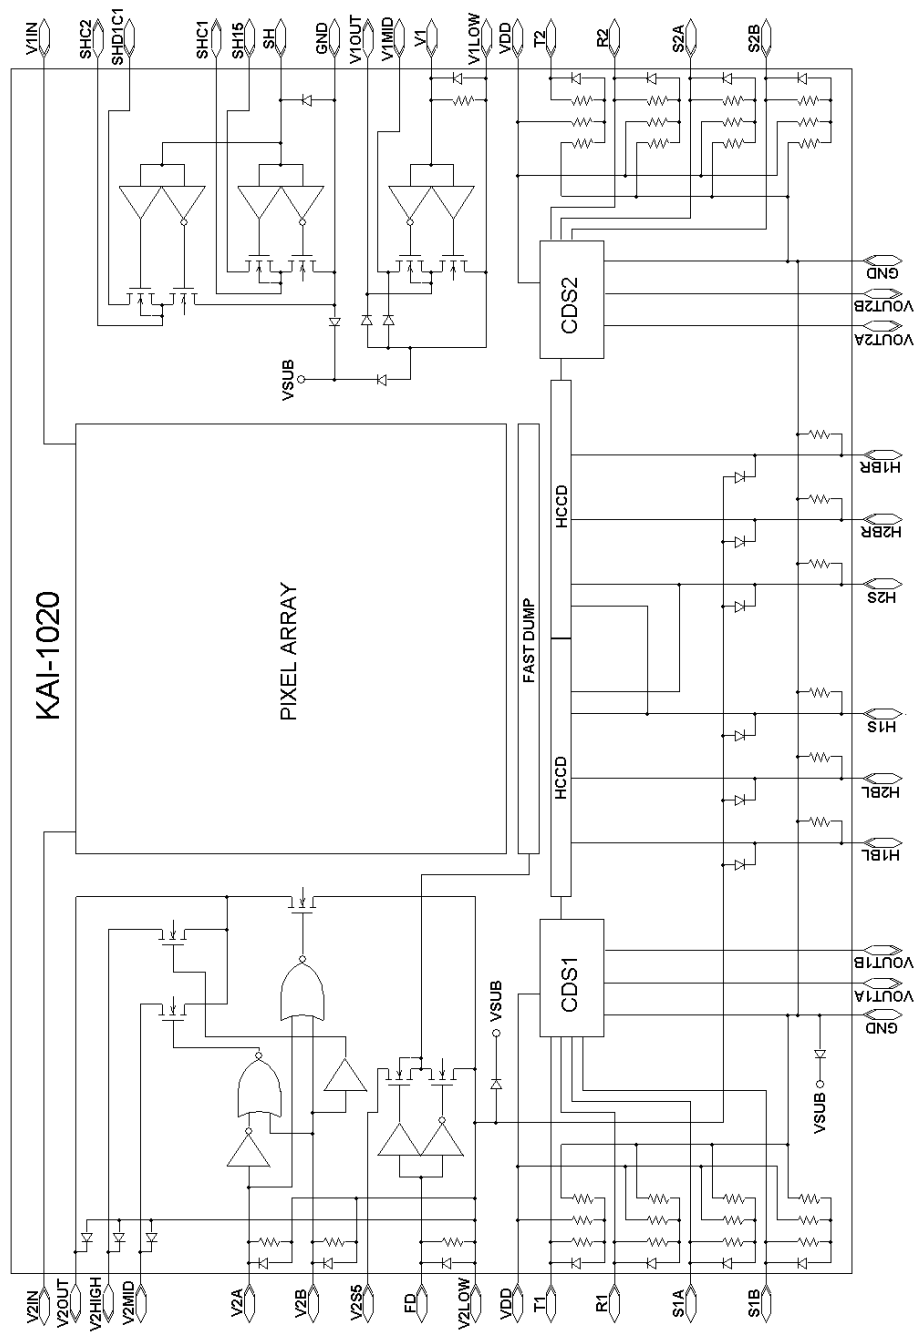 V1IN
SHC2
SHD1C1
SHC1
SH15
SH
GND
V1OUT
V1MID
V1
V1LOW
VDD
T2
R2
S2A
S2B
GND
VOUT2B
VOUT2A
CDS2
VSUB
KAI-1020
PIXEL ARRAY
FAST DUMP
HCCD
HCCD
H1BR
H2BR
H2S
H1S
H2BL
H1BL
CDS1
VOUT1B
VOUT1A
GND
VSUB
VSUB
V2IN
V2OUT
V2HIGH
V2MID
V2A
V2B
V2S5
FD
V2LOW
VDD
T1
R1
S1A
S1B